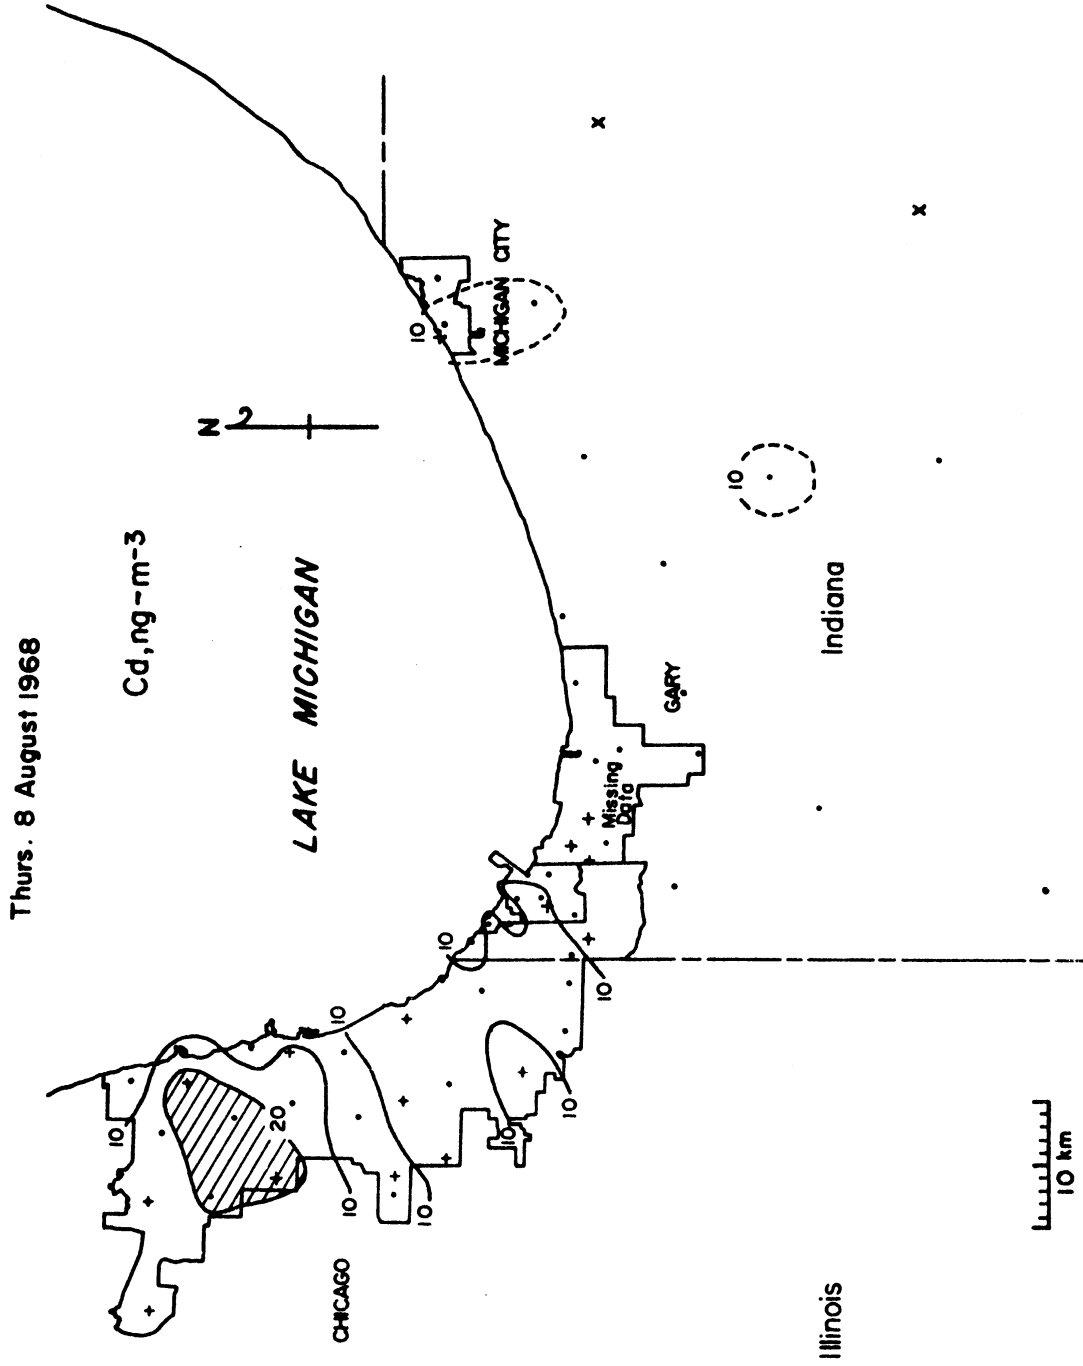 Thurs. 8 August 1968
Cd, ng-m-3
N
LAKE MICHIGAN
10
MICHIGAN CITY
10
Indiana
GARY
Missing
Data
10
10
10
10
20
10
10
10
10
CHICAGO
Illinois
10 km